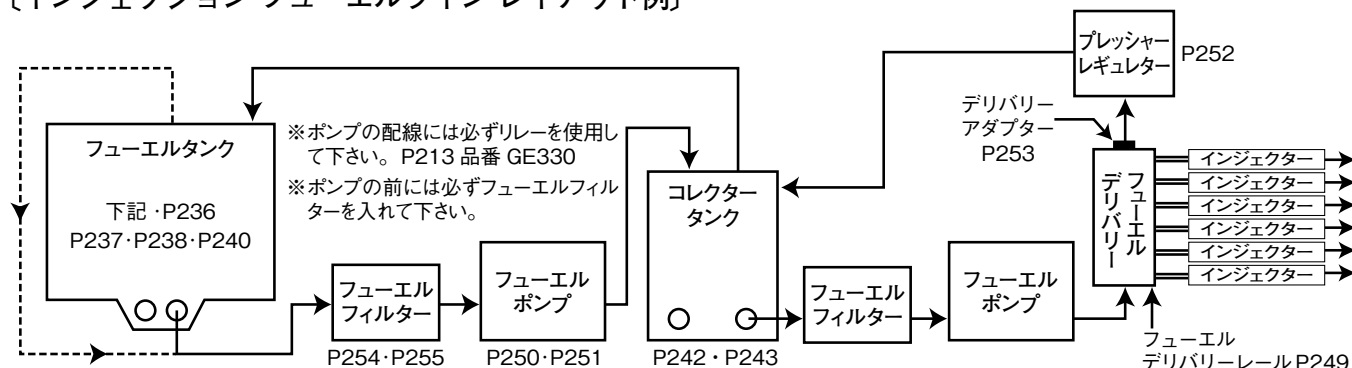 〔インジェクション フューエルライン レイアウト例〕
プレッシャー
レギュレター
P252
デリバリー
アダプター
P253
フューエルタンク
下記・P236
P237・P238・P240
※ポンプの配線には必ずリレーを使用し
て下さい。P213 品番 GE330
※ポンプの前には必ずフューエルフィル
ターを入れて下さい。
コレクター
タンク
フューエル
デリバリー
インジェクター
インジェクター
インジェクター
インジェクター
インジェクター
インジェクター
フューエル
フィルター
フューエル
ポンプ
フューエル
フィルター
フューエル
ポンプ
P254・P255
P250・P251
P242・P243
フューエル
デリバリーレール P249